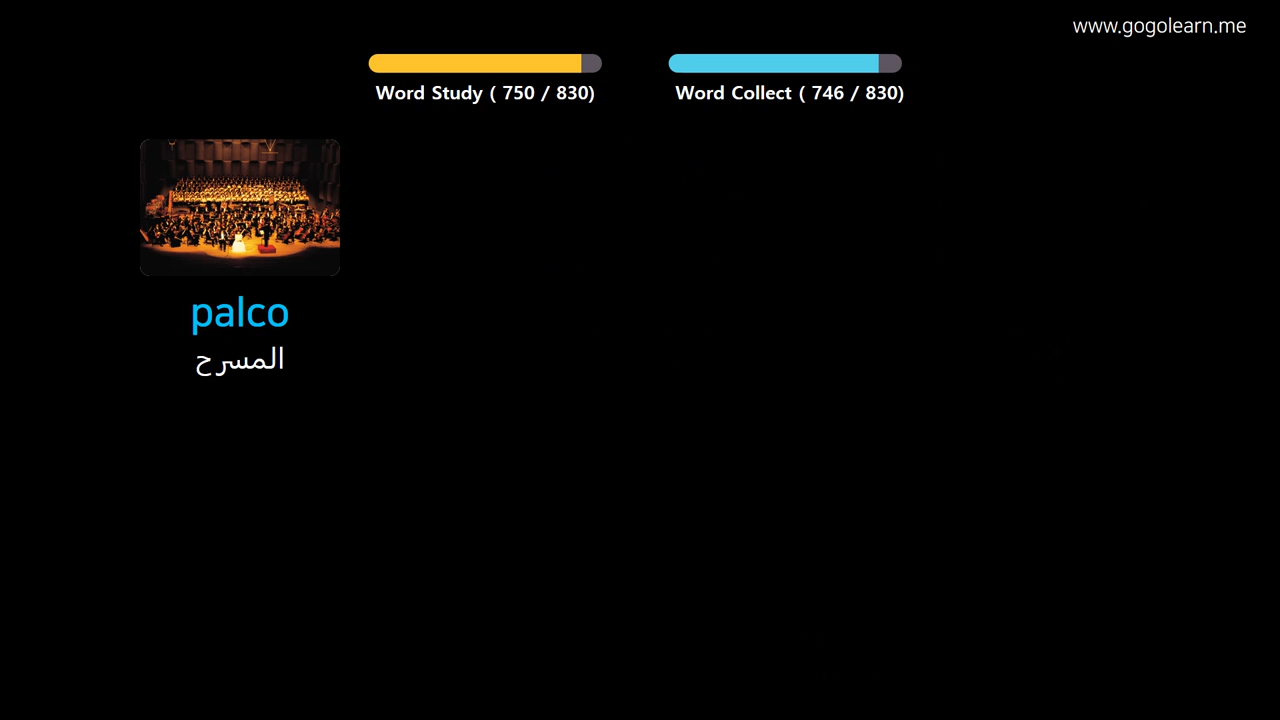 www.gogolearn.me
Word Study ( 750 / 830)
Word Collect ( 746 / 830)
palco
المسرح